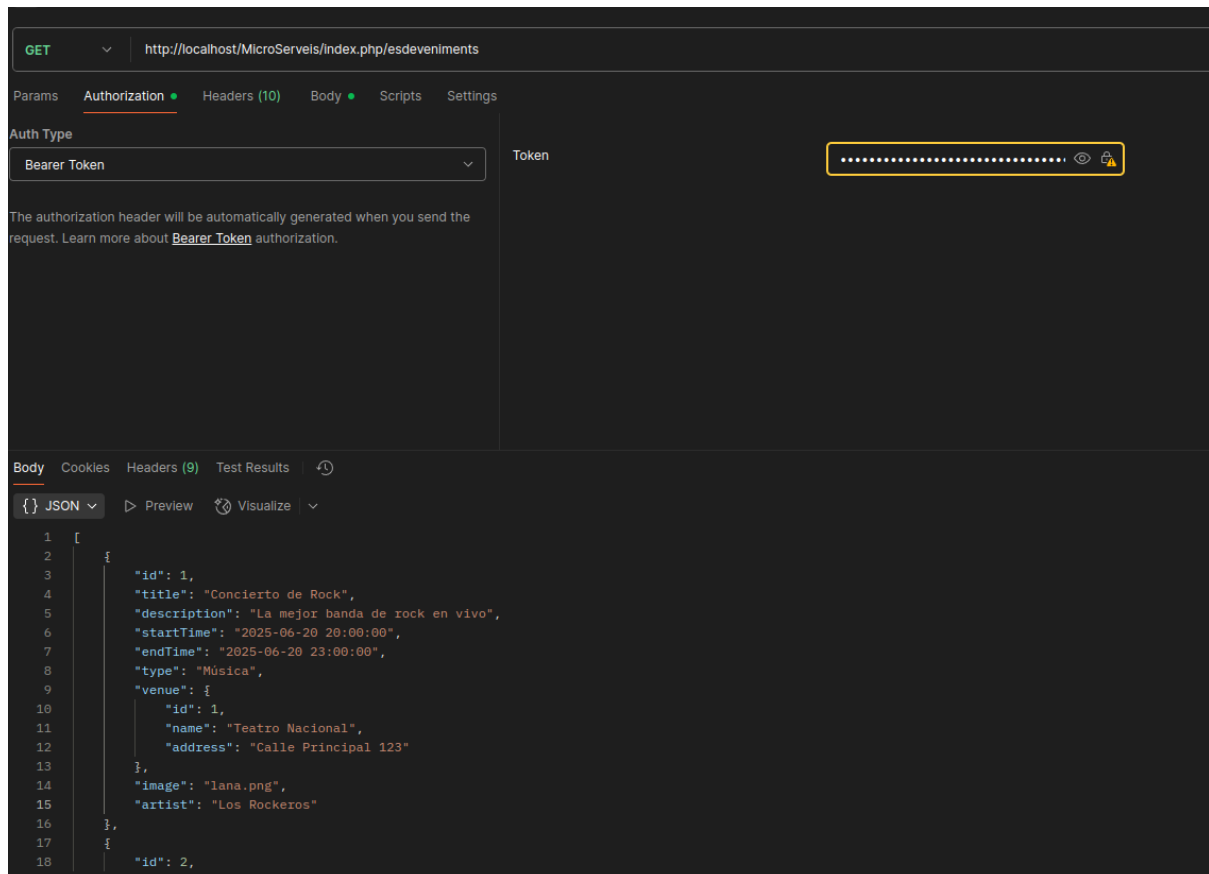 GET http://localhost/MicroServeis/index.php/esdeveniments
Params Authorization Headers (10) Body Scripts Settings
Auth Type
Bearer Token
Token
The authorization header will be automatically generated when you send the
request. Learn more about Bearer Token authorization.
Body Cookies Headers (9) Test Results
{} JSON Preview Visualize
1 [
2 {
3 "id": 1,
4 "title": "Concierto de Rock",
5 "description": "La mejor banda de rock en vivo",
6 "startTime": "2025-06-20 20:00:00",
7 "endTime": "2025-06-20 23:00:00",
8 "type": "Música",
9 "venue": {
10 "id": 1,
11 "name": "Teatro Nacional",
12 "address": "Calle Principal 123"
13 },
14 "image": "lana.png",
15 "artist": "Los Rockeros"
16 },
17 {
18 "id": 2,